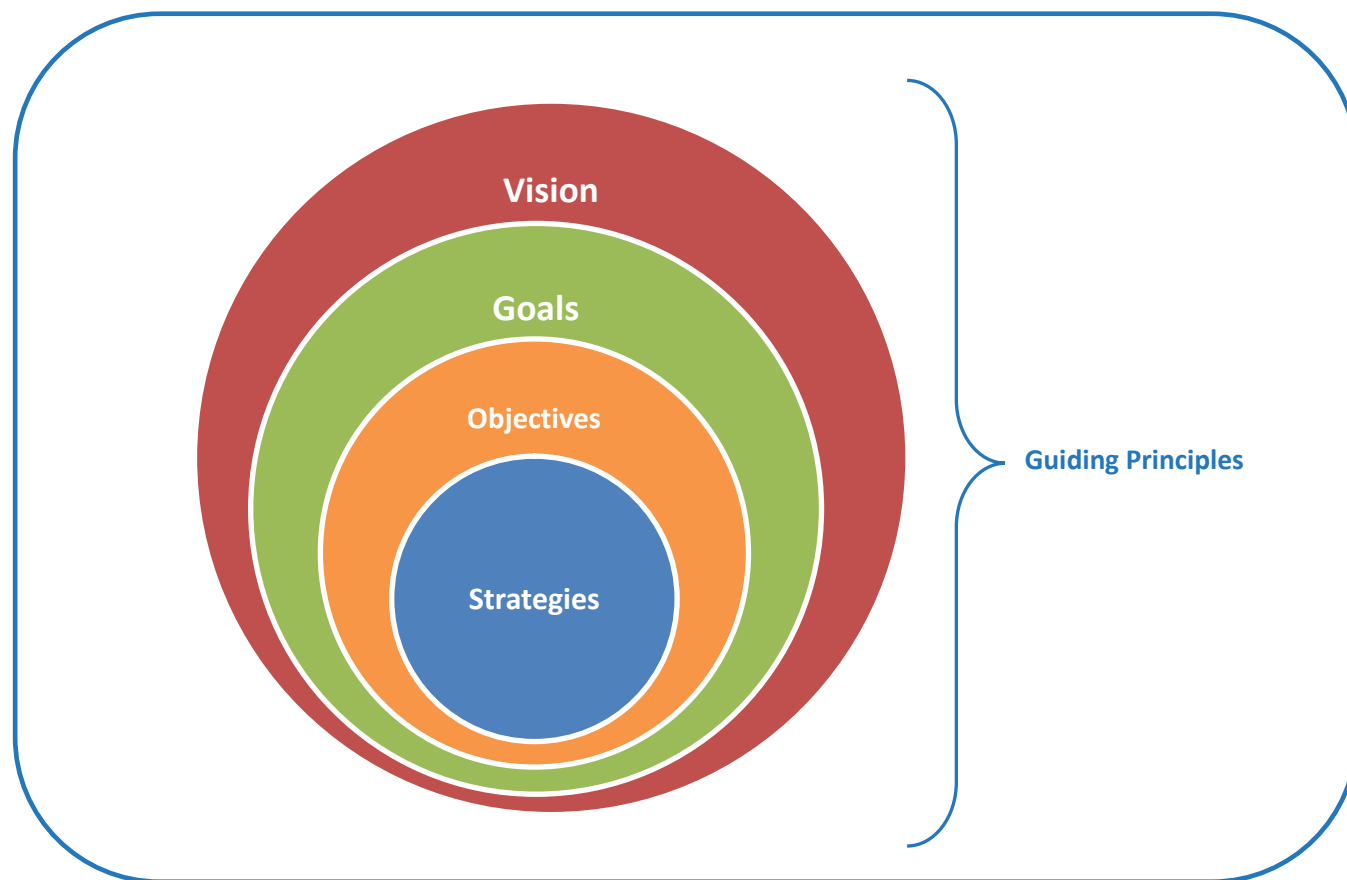 Vision
Goals
Objectives
Guiding Principles
Strategies